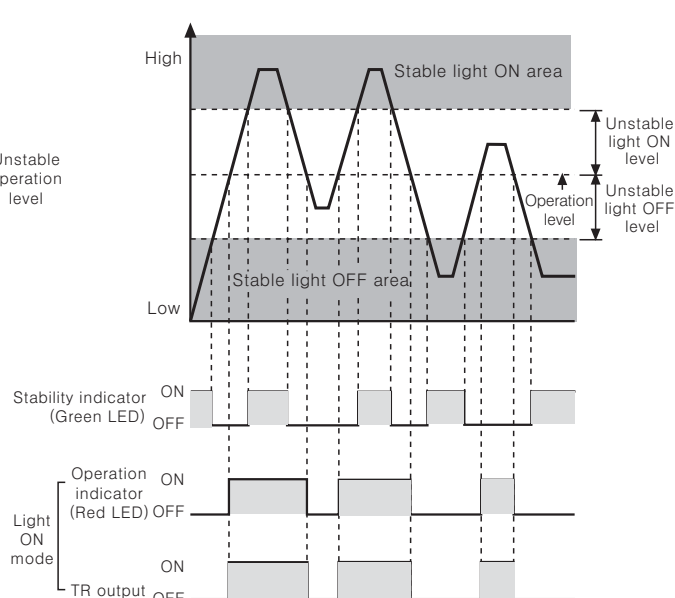 High
Stable light ON area
Unstable
light ON
level
level
Operation
level
Unstable
light OFF
level
Stable light OFF area
Low
Stability indicator
(Green LED)
ON
OFF
Operation
indicator
(Red LED)
ON
OFF
Light
ON
mode
ON
TR output
OFF